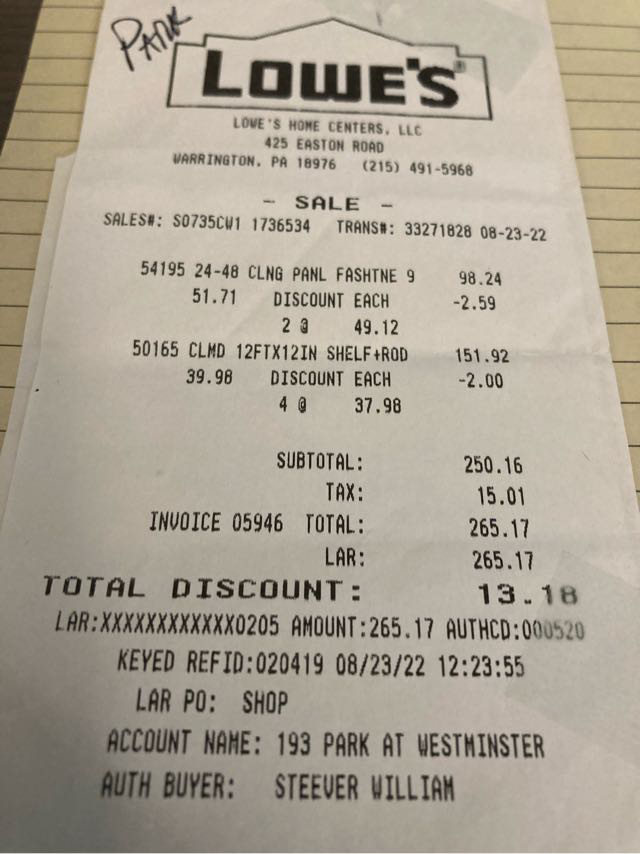 PARK
LOWE'S®
LOWE'S HOME CENTERS, LLC
425 EASTON ROAD
WARRINGTON, PA 18976 (215) 491-5968
- SALE -
SALES#: S0735CW1 1736534 TRANS#: 33271828 08-23-22
54195 24-48 CLNG PANL FASHTNE 9 98.24
51.71 DISCOUNT EACH -2.59
2 @ 49.12
50165 CLMD 12FTX12IN SHELF+ROD 151.92
39.98 DISCOUNT EACH -2.00
4 @ 37.98
SUBTOTAL: 250.16
TAX: 15.01
INVOICE 05946 TOTAL: 265.17
LAR: 265.17
TOTAL DISCOUNT: 13.18
LAR:XXXXXXXXXXXX0205 AMOUNT:265.17 AUTHCD:000520
KEYED REFID:020419 08/23/22 12:23:55
LAR PO: SHOP
ACCOUNT NAME: 193 PARK AT WESTMINSTER
AUTH BUYER: STEEVER WILLIAM